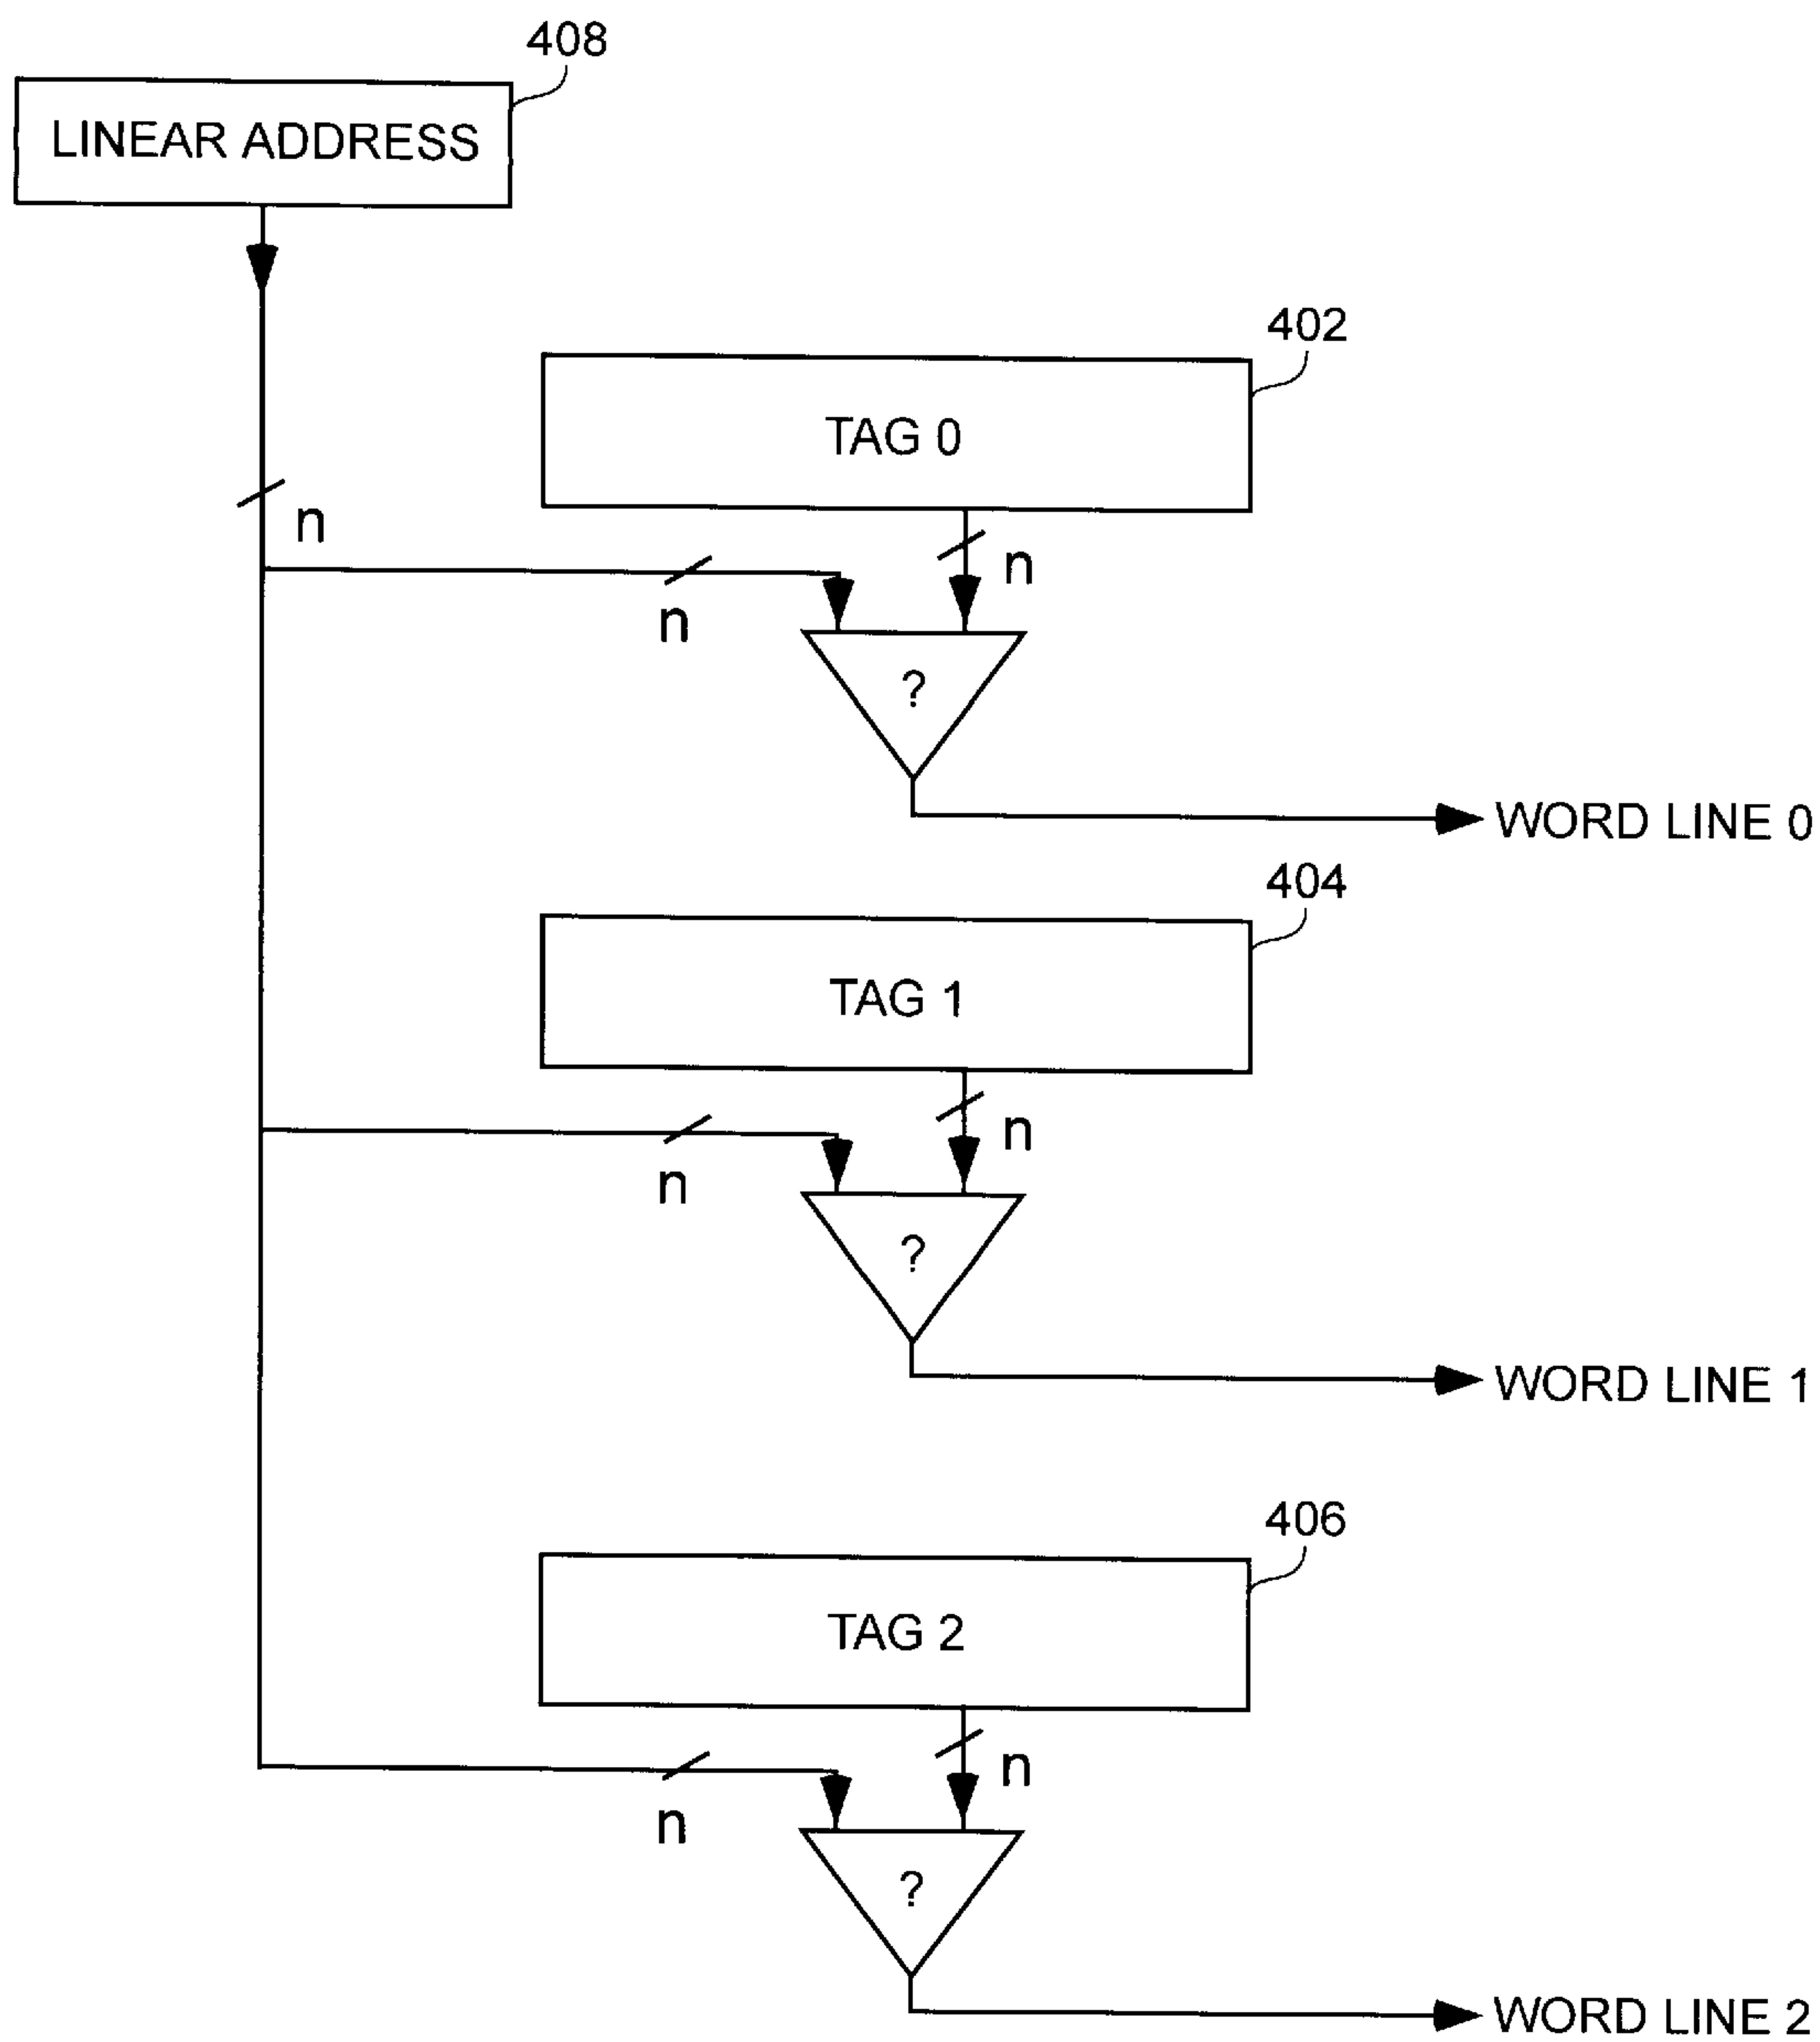 408
LINEAR ADDRESS
402
TAG 0
n
n
n
?
WORD LINE 0
404
TAG 1
n
n
?
WORD LINE 1
406
TAG 2
n
n
?
WORD LINE 2